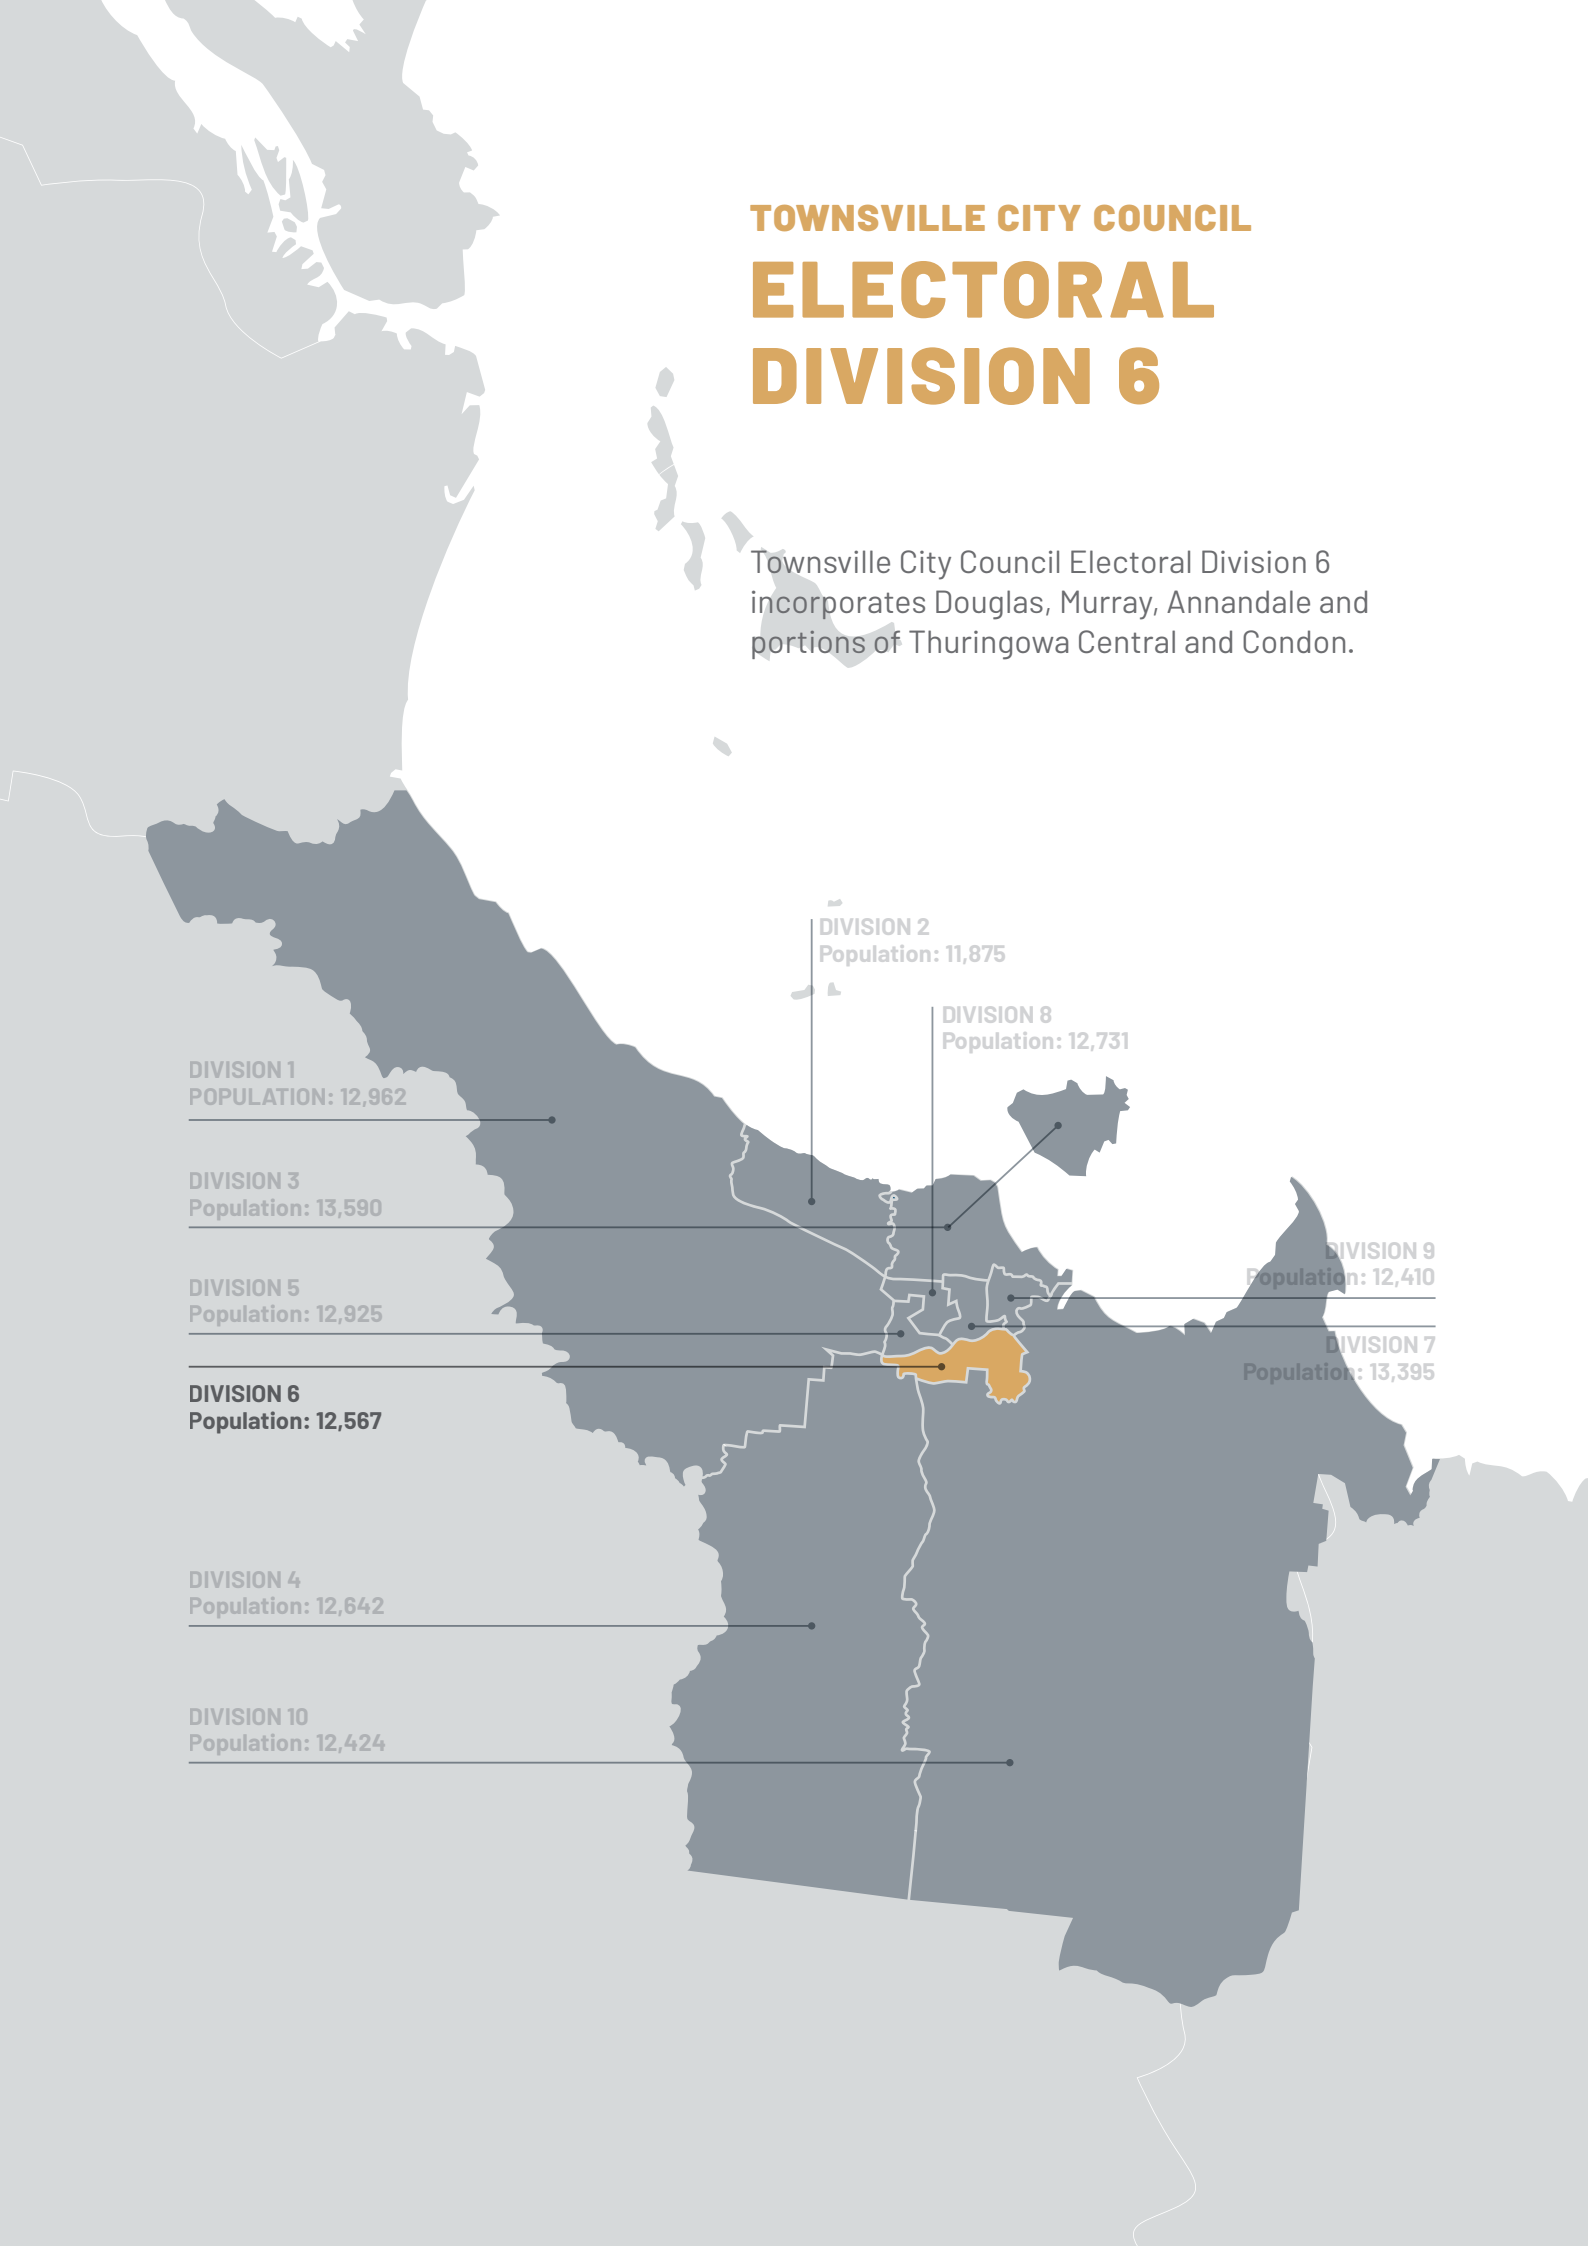 TOWNSVILLE CITY COUNCIL
ELECTORAL
DIVISION 6
Townsville City Council Electoral Division 6
incorporates Douglas, Murray, Annandale and
portions of Thuringowa Central and Condon.
DIVISION 2
Population: 11,875
DIVISION 8
Population: 12,731
DIVISION 1
POPULATION: 12,962
DIVISION 3
Population: 13,590
DIVISION 9
Population: 12,410
DIVISION 5
Population: 12,925
DIVISION 7
Population: 13,395
DIVISION 6
Population: 12,567
DIVISION 4
Population: 12,642
DIVISION 10
Population: 12,424